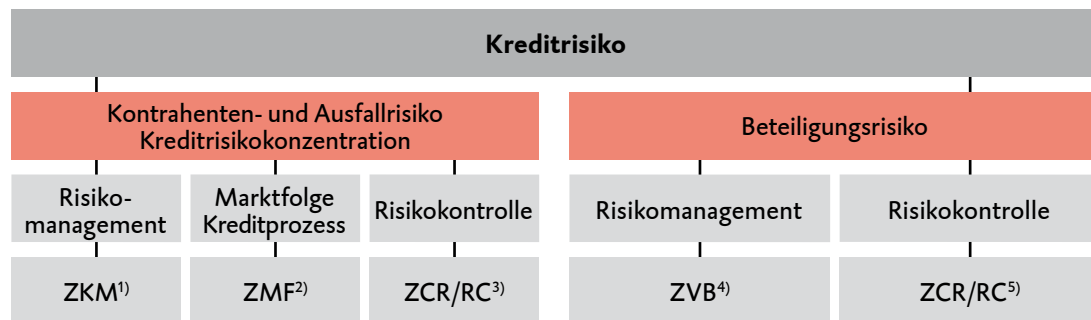 Kreditrisiko
Kontrahenten- und Ausfallrisiko
Kreditrisikokonzentration
Beteiligungsrisiko
Risiko-
management
Marktfolge
Kreditprozess
Risikokontrolle
Risikomanagement
Risikokontrolle
ZKM1)
ZMF2)
ZCR/RC3)
ZVB4)
ZCR/RC5)